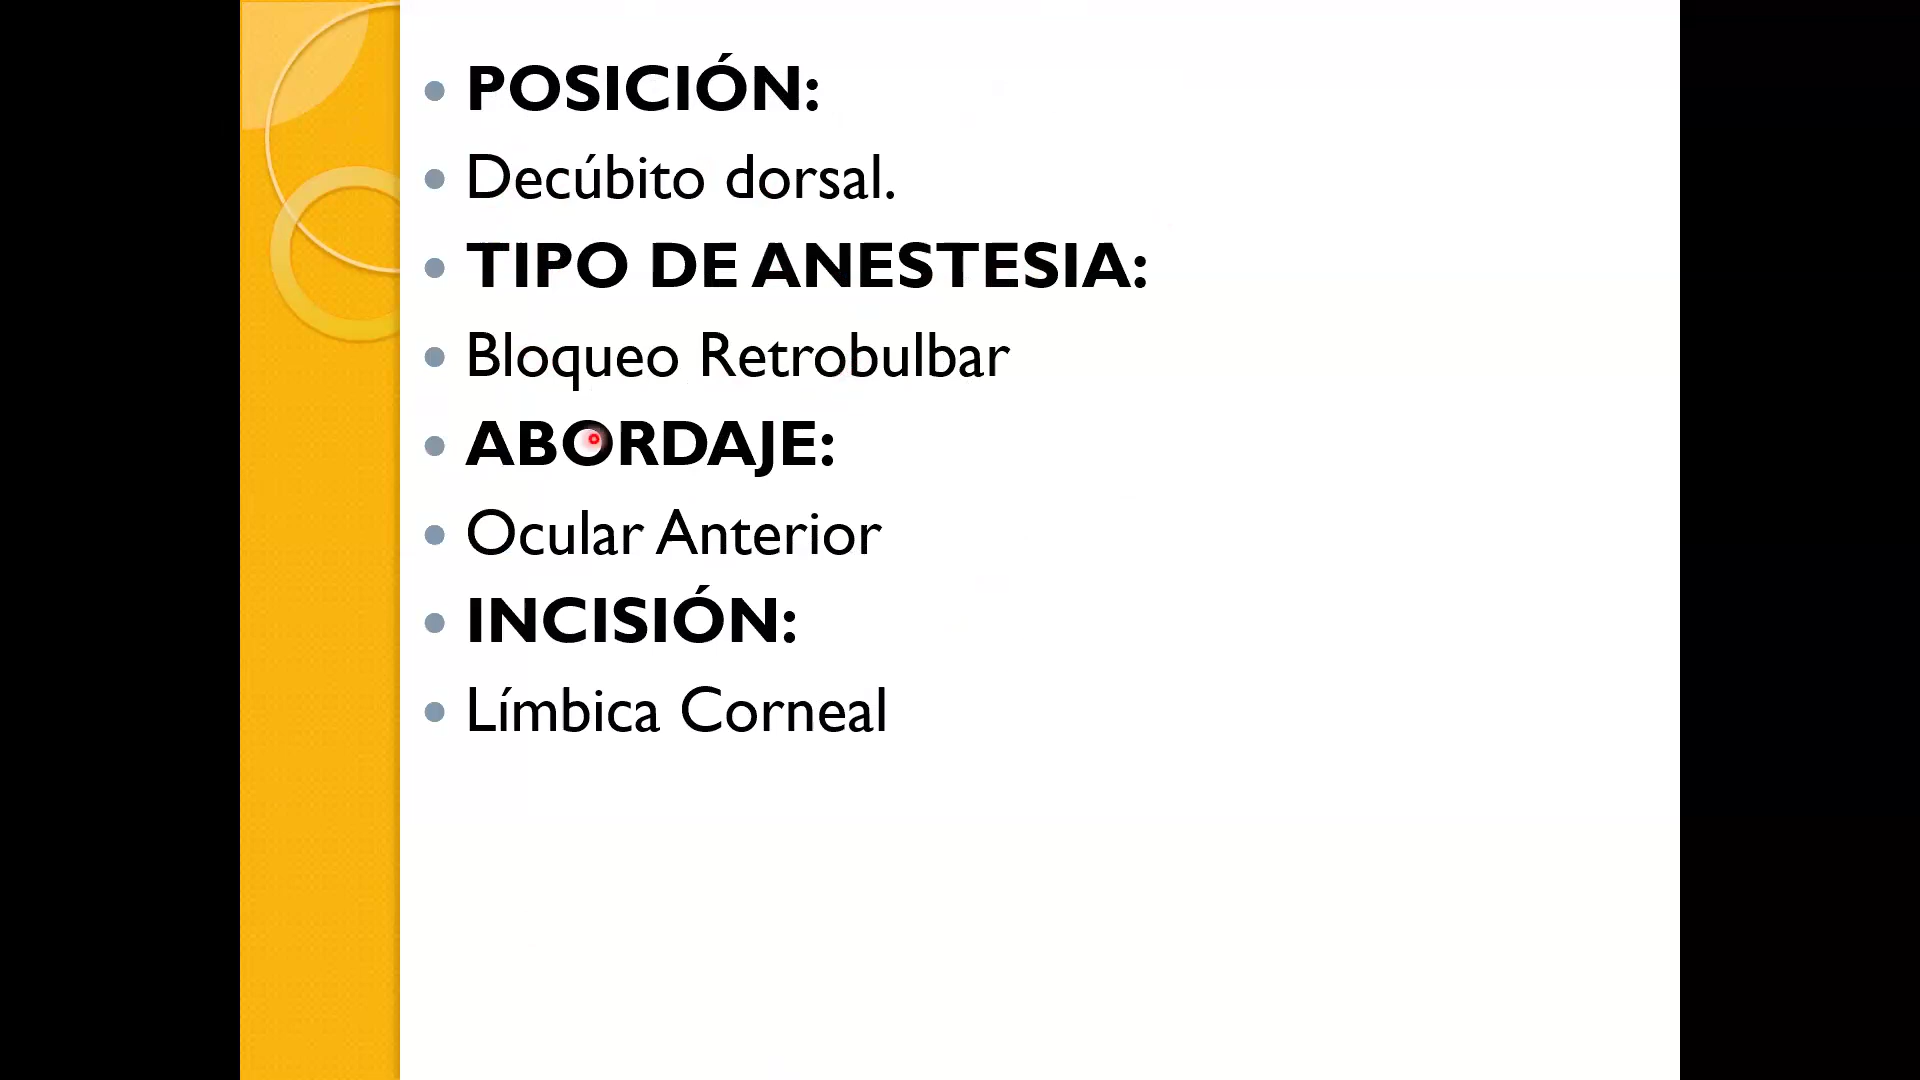 POSICIÓN:
Decúbito dorsal.
TIPO DE ANESTESIA:
Bloqueo Retrobulbar
ABORDAJE:
Ocular Anterior
INCISIÓN:
Límbica Corneal